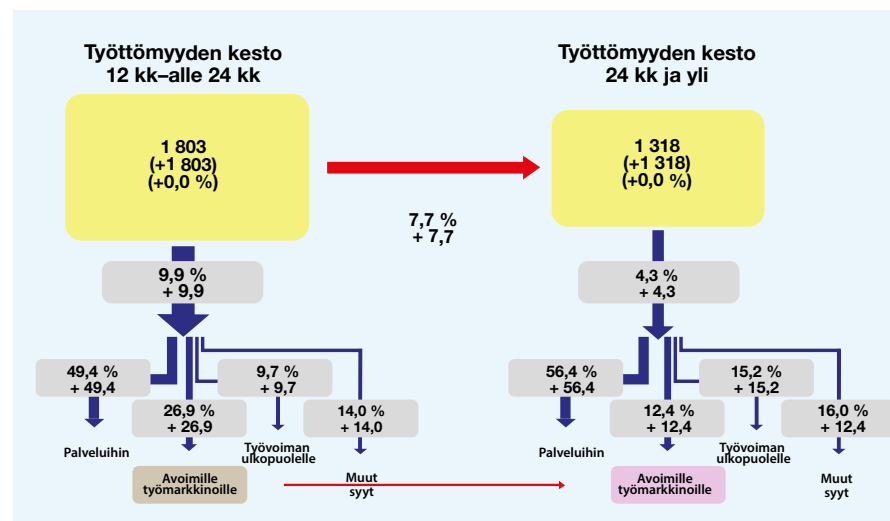 Työttömyyden kesto
12 kk–alle 24 kk
1 803
(+1 803)
(+0,0 %)
9,9 %
+ 9,9
49,4 %
+ 49,4
26,9 %
+ 26,9
9,7 %
+ 9,7
14,0 %
+ 14,0
Palveluihin
Avoimille
työmarkkinoille
Työvoiman
ulkopuolelle
Muut
syyt
7,7 %
+ 7,7
Työttömyyden kesto
24 kk ja yli
1 318
(+1 318)
(+0,0 %)
4,3 %
+ 4,3
56,4 %
+ 56,4
12,4 %
+ 12,4
15,2 %
+ 15,2
16,0 %
+ 12,4
Palveluihin
Avoimille
työmarkkinoille
Työvoiman
ulkopuolelle
Muut
syyt